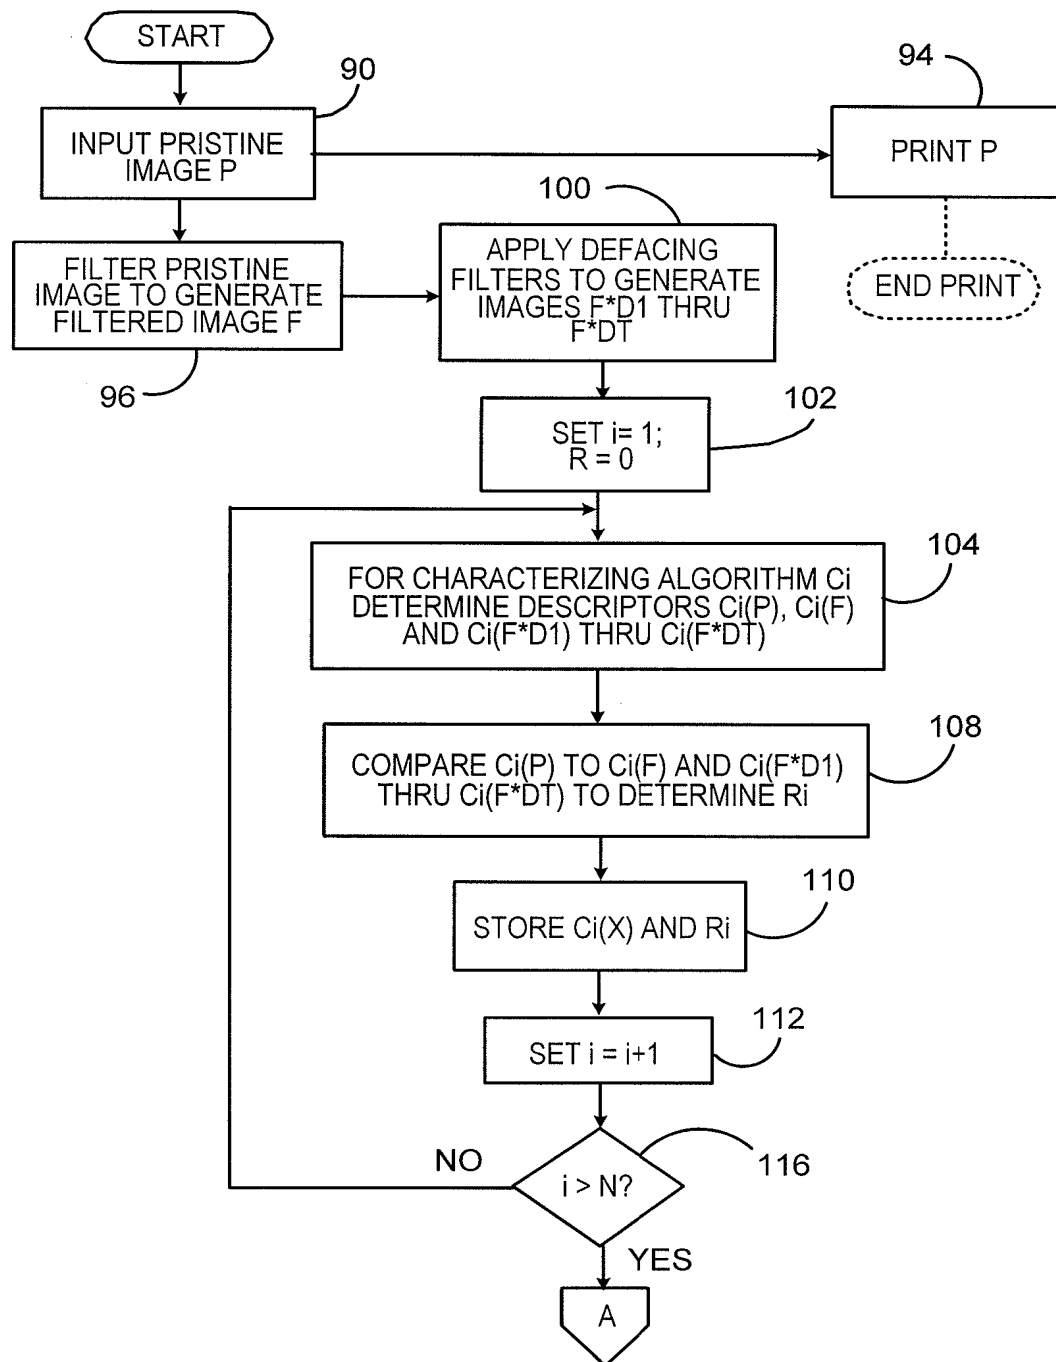 START
90
94
INPUT PRISTINE
IMAGE P
PRINT P
100
END PRINT
FILTER PRISTINE
IMAGE TO GENERATE
FILTERED IMAGE F
APPLY DEFACING
FILTERS TO GENERATE
IMAGES F*D1 THRU
F*DT
96
102
SET i= 1;
R = 0
104
FOR CHARACTERIZING ALGORITHM Ci
DETERMINE DESCRIPTORS Ci(P), Ci(F)
AND Ci(F*D1) THRU Ci(F*DT)
108
COMPARE Ci(P) TO Ci(F) AND Ci(F*D1)
THRU Ci(F*DT) TO DETERMINE Ri
110
STORE Ci(X) AND Ri
112
SET i = i+1
116
NO
i > N?
YES
A